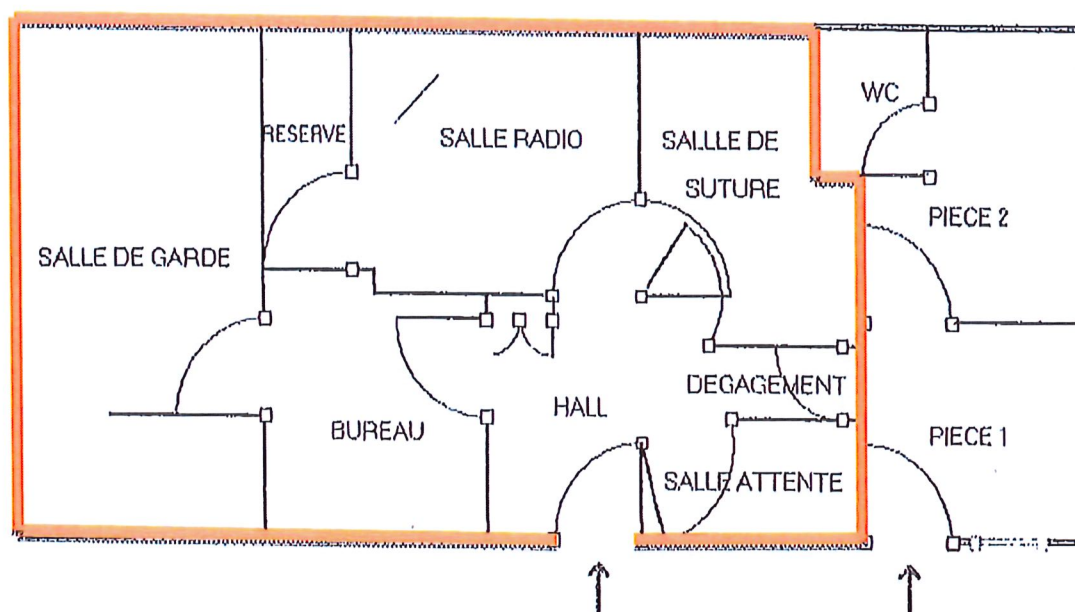 WC
RESERVE
SALLE RADIO
SALLLE DE
SUTURE
PIECE 2
SALLE DE GARDE
DEGAGEMENT
HALL
BUREAU
PIECE 1
SALLE ATTENTE